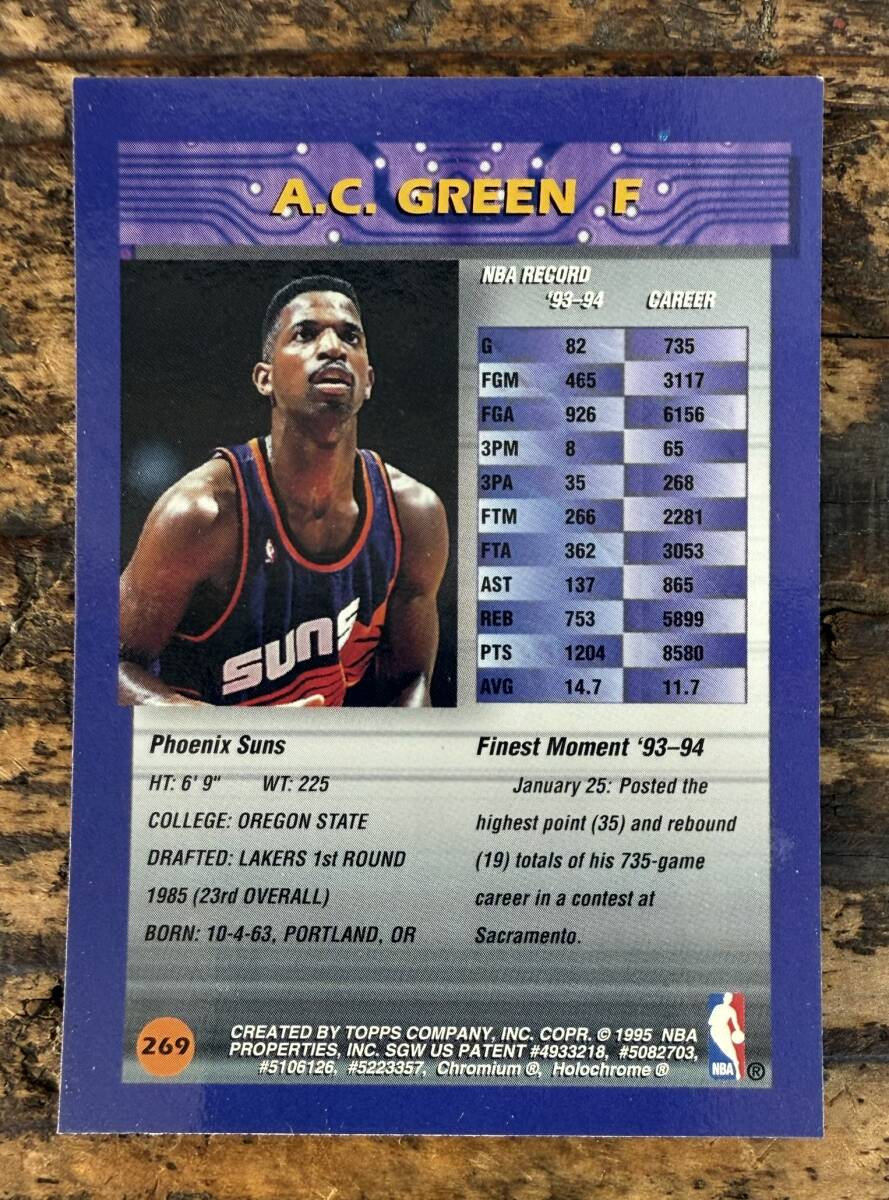 A.C. GREEN F
SUNS
NBA RECORD
'93–94 CAREER
G 82 735
FGM 465 3117
FGA 926 6156
3PM 8 65
3PA 35 268
FTM 266 2281
FTA 362 3053
AST 137 865
REB 753 5899
PTS 1204 8580
AVG 14.7 11.7
Phoenix Suns
HT: 6' 9" WT: 225
COLLEGE: OREGON STATE
DRAFTED: LAKERS 1st ROUND
1985 (23rd OVERALL)
BORN: 10-4-63, PORTLAND, OR
Finest Moment '93–94
January 25: Posted the
highest point (35) and rebound
(19) totals of his 735-game
career in a contest at
Sacramento.
269
CREATED BY TOPPS COMPANY, INC. COPR. © 1995 NBA
PROPERTIES, INC. SGW US PATENT #4933218, #5082703,
#5106126, #5223357, Chromium ®, Holochrome ®
NBA ®